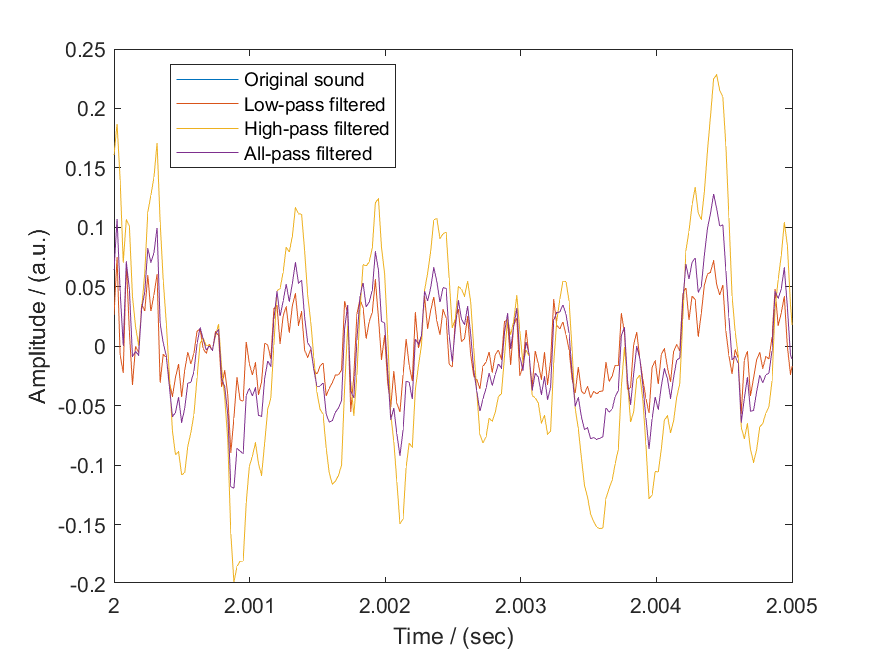 0.25
0.2
0.15
0.1
0.05
0
-0.05
-0.1
-0.15
-0.2
Amplitude / (a.u.)
Original sound
Low-pass filtered
High-pass filtered
All-pass filtered
2
2.001
2.002
2.003
2.004
2.005
Time / (sec)